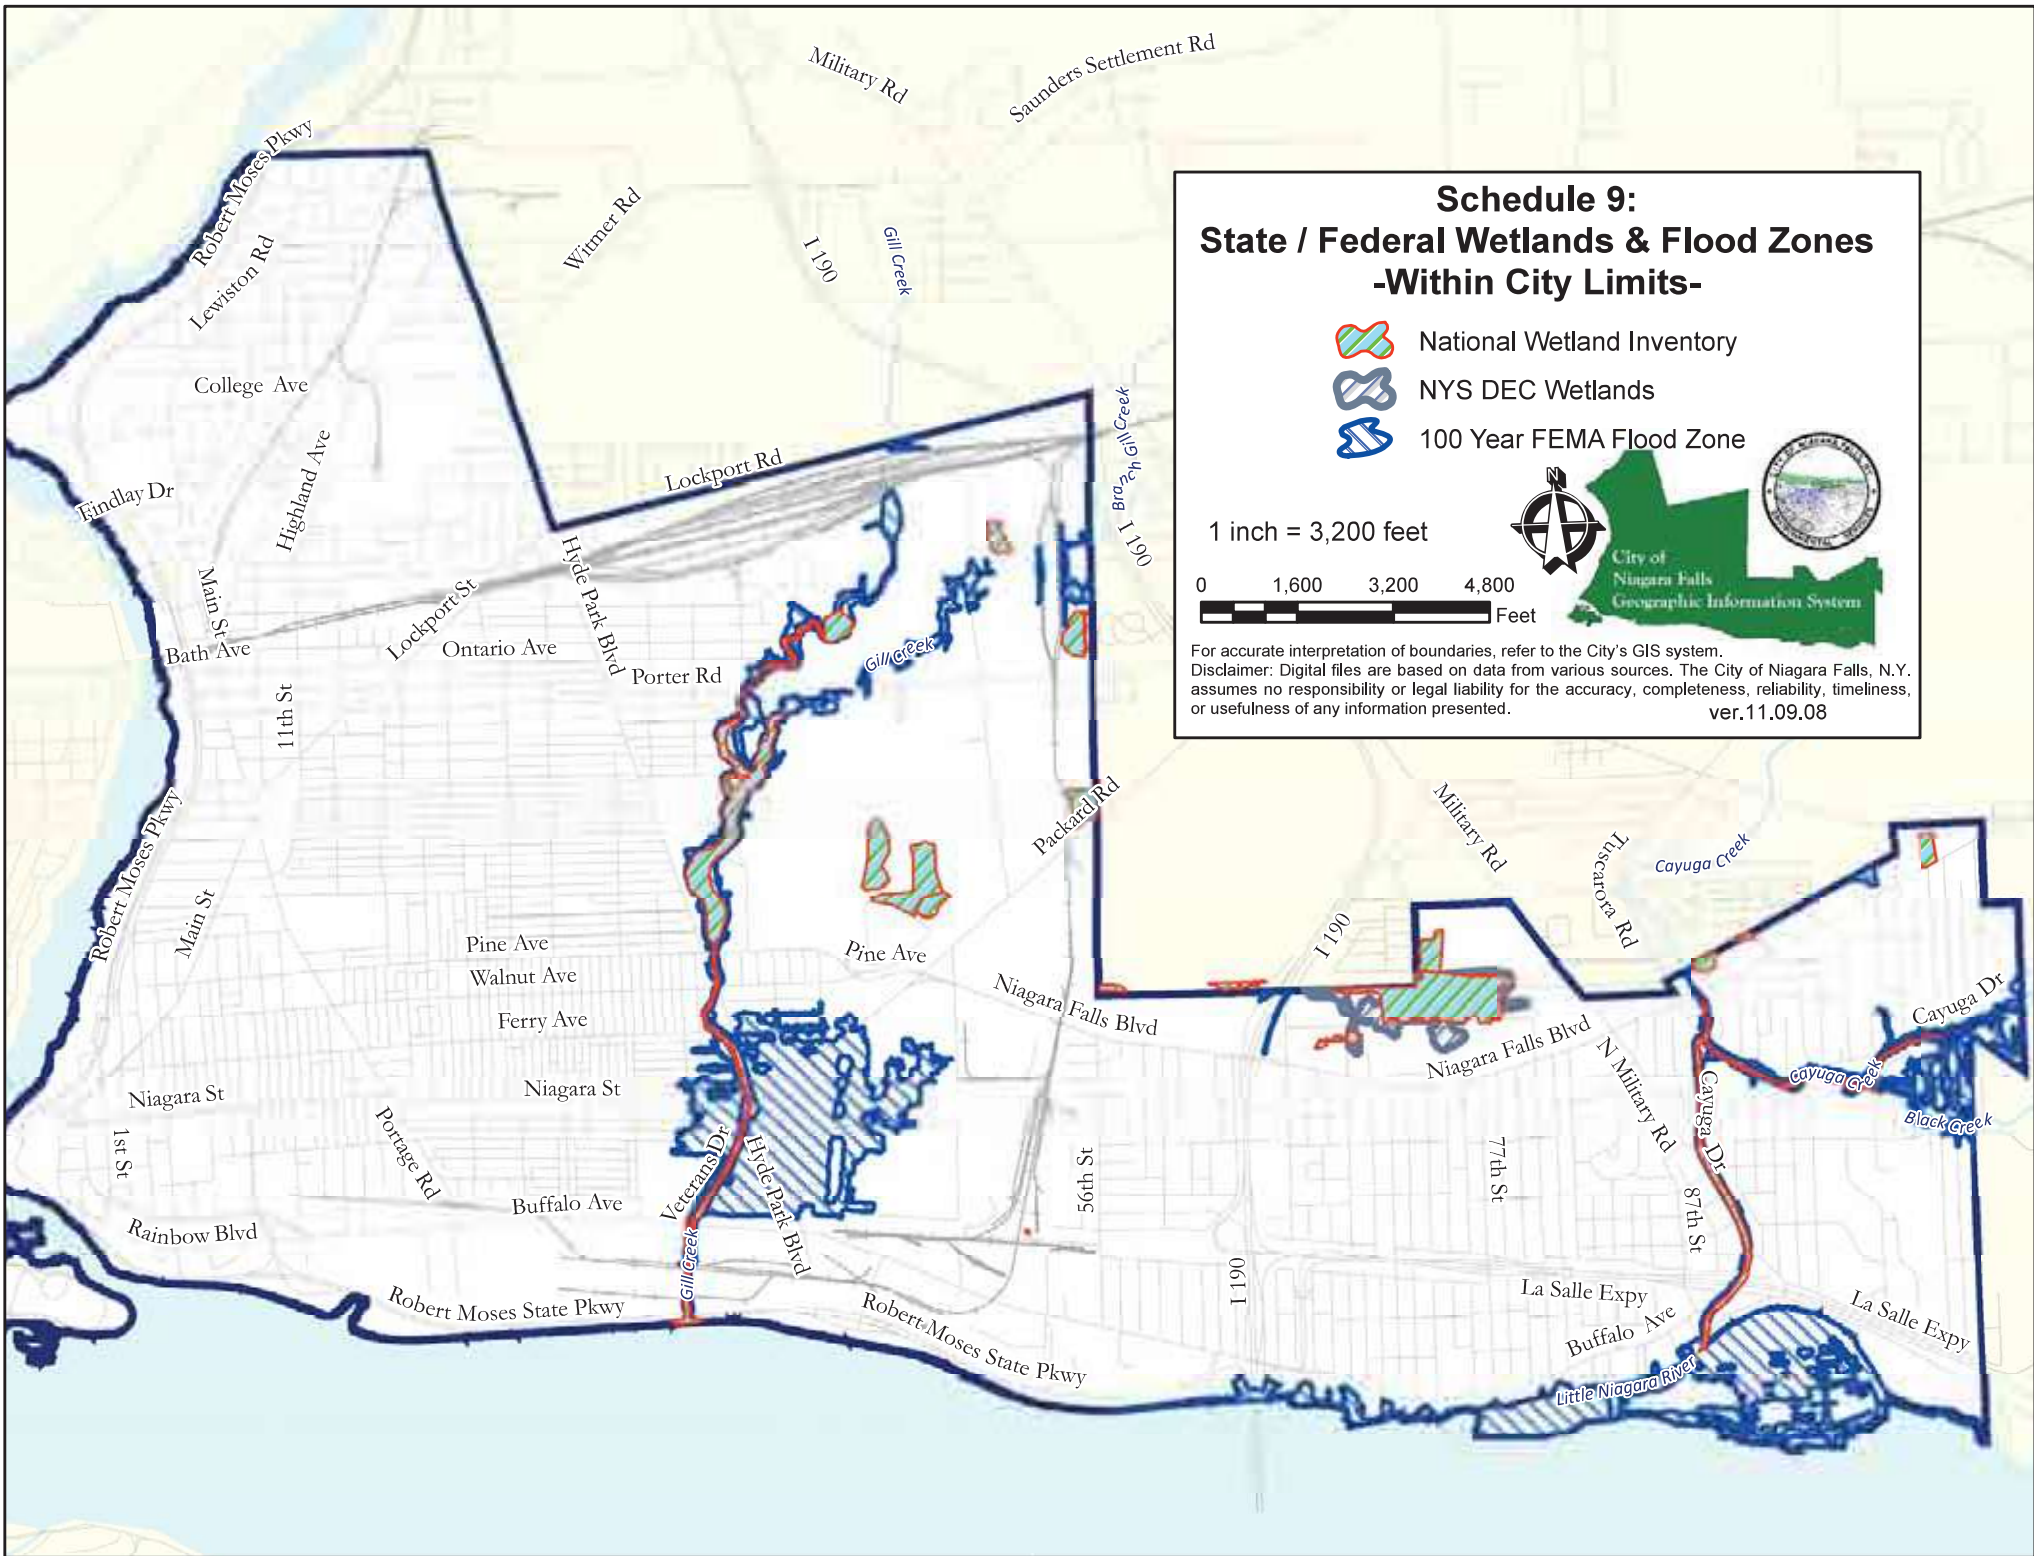 Schedule 9:
State / Federal Wetlands & Flood Zones
-Within City Limits-
National Wetland Inventory
NYS DEC Wetlands
100 Year FEMA Flood Zone
N
1 inch = 3,200 feet
0 1,600 3,200 4,800
Feet
City of
Niagara Falls
Geographic Information System
For accurate interpretation of boundaries, refer to the City's GIS system.
Disclaimer: Digital files are based on data from various sources. The City of Niagara Falls, N.Y.
assumes no responsibility or legal liability for the accuracy, completeness, reliability, timeliness,
or usefulness of any information presented.
ver.11.09.08
Military Rd
Saunders Settlement Rd
Robert Moses Pkwy
Lewiston Rd
Witmer Rd
I 190
Gill Creek
College Ave
Highland Ave
Findlay Dr
Lockport Rd
Branch Gill Creek
I 190
Main St
Bath Ave
Lockport St
Hyde Park Blvd
Ontario Ave
Porter Rd
Gill Creek
11th St
Robert Moses Pkwy
Main St
Packard Rd
Military Rd
Tuscarora Rd
Cayuga Creek
Pine Ave
Walnut Ave
Ferry Ave
Pine Ave
Niagara Falls Blvd
I 190
Niagara Falls Blvd
Cayuga Dr
N Military Rd
Cayuga Dr
Cayuga Creek
Black Creek
Niagara St
Niagara St
1st St
Portage Rd
Veterans Dr
Hyde Park Blvd
56th St
77th St
87th St
Buffalo Ave
Rainbow Blvd
Gill Creek
I 190
La Salle Expy
La Salle Expy
Robert Moses State Pkwy
Robert Moses State Pkwy
Buffalo Ave
Little Niagara River